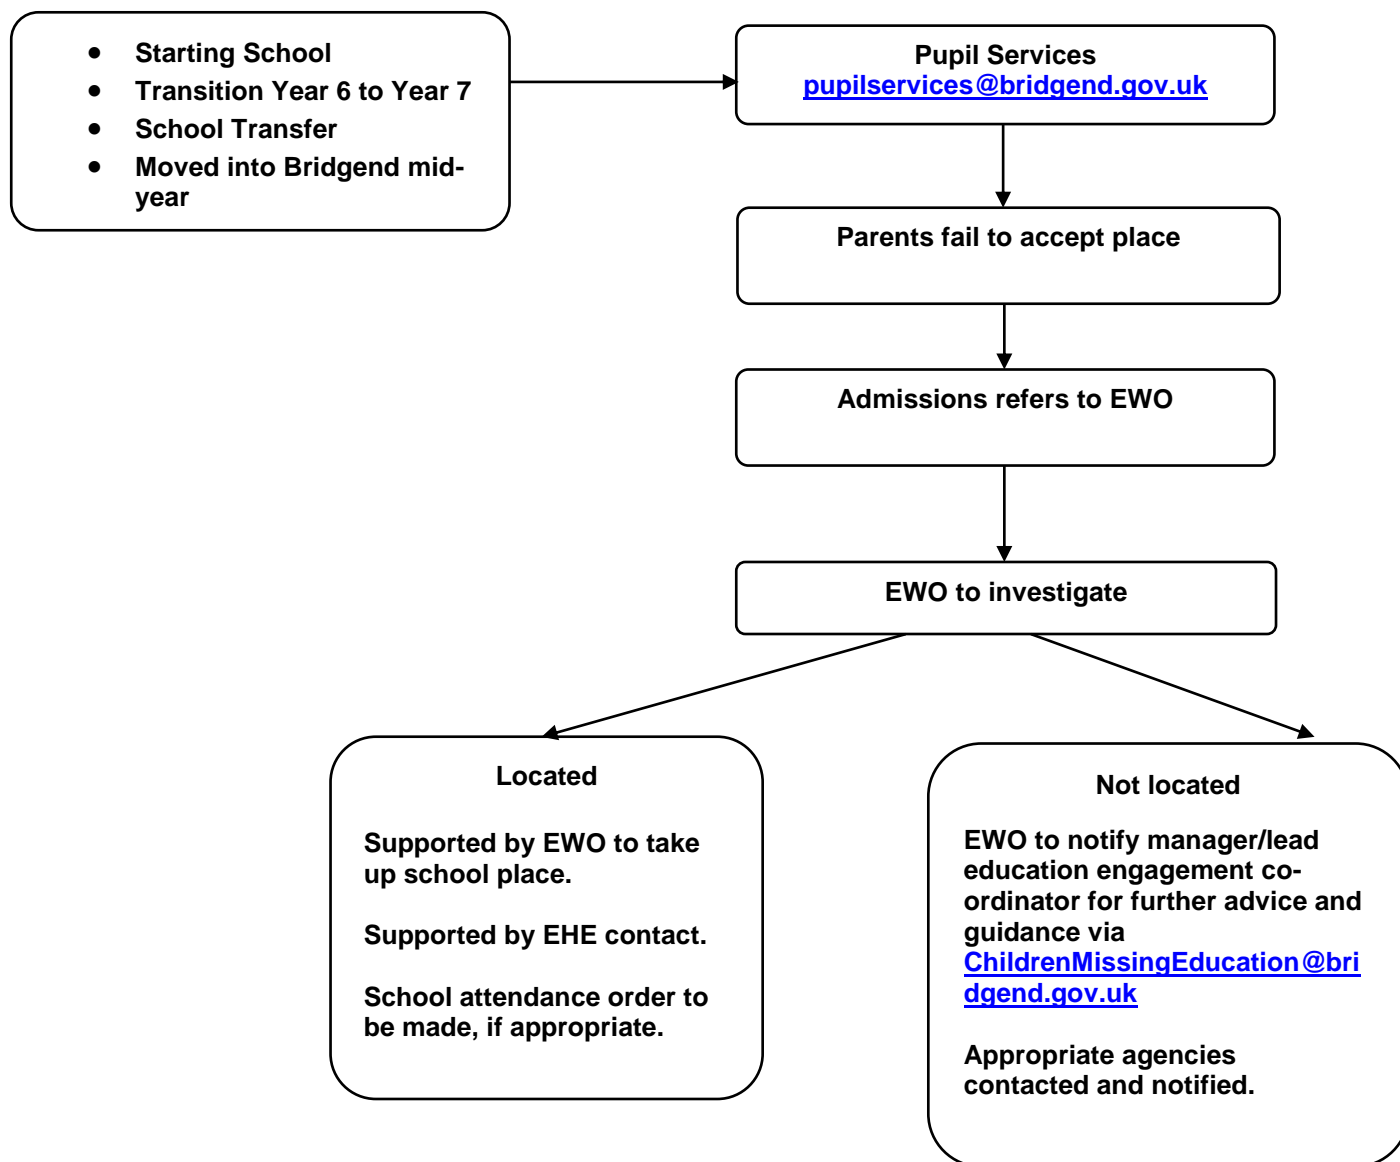 • Starting School
• Transition Year 6 to Year 7
• School Transfer
• Moved into Bridgend mid-
year
Pupil Services
pupilservices@bridgend.gov.uk
Parents fail to accept place
Admissions refers to EWO
EWO to investigate
Located
Supported by EWO to take
up school place.
Supported by EHE contact.
School attendance order to
be made, if appropriate.
Not located
EWO to notify manager/lead
education engagement co-
ordinator for further advice and
guidance via
ChildrenMissingEducation@bri
dgend.gov.uk
Appropriate agencies
contacted and notified.